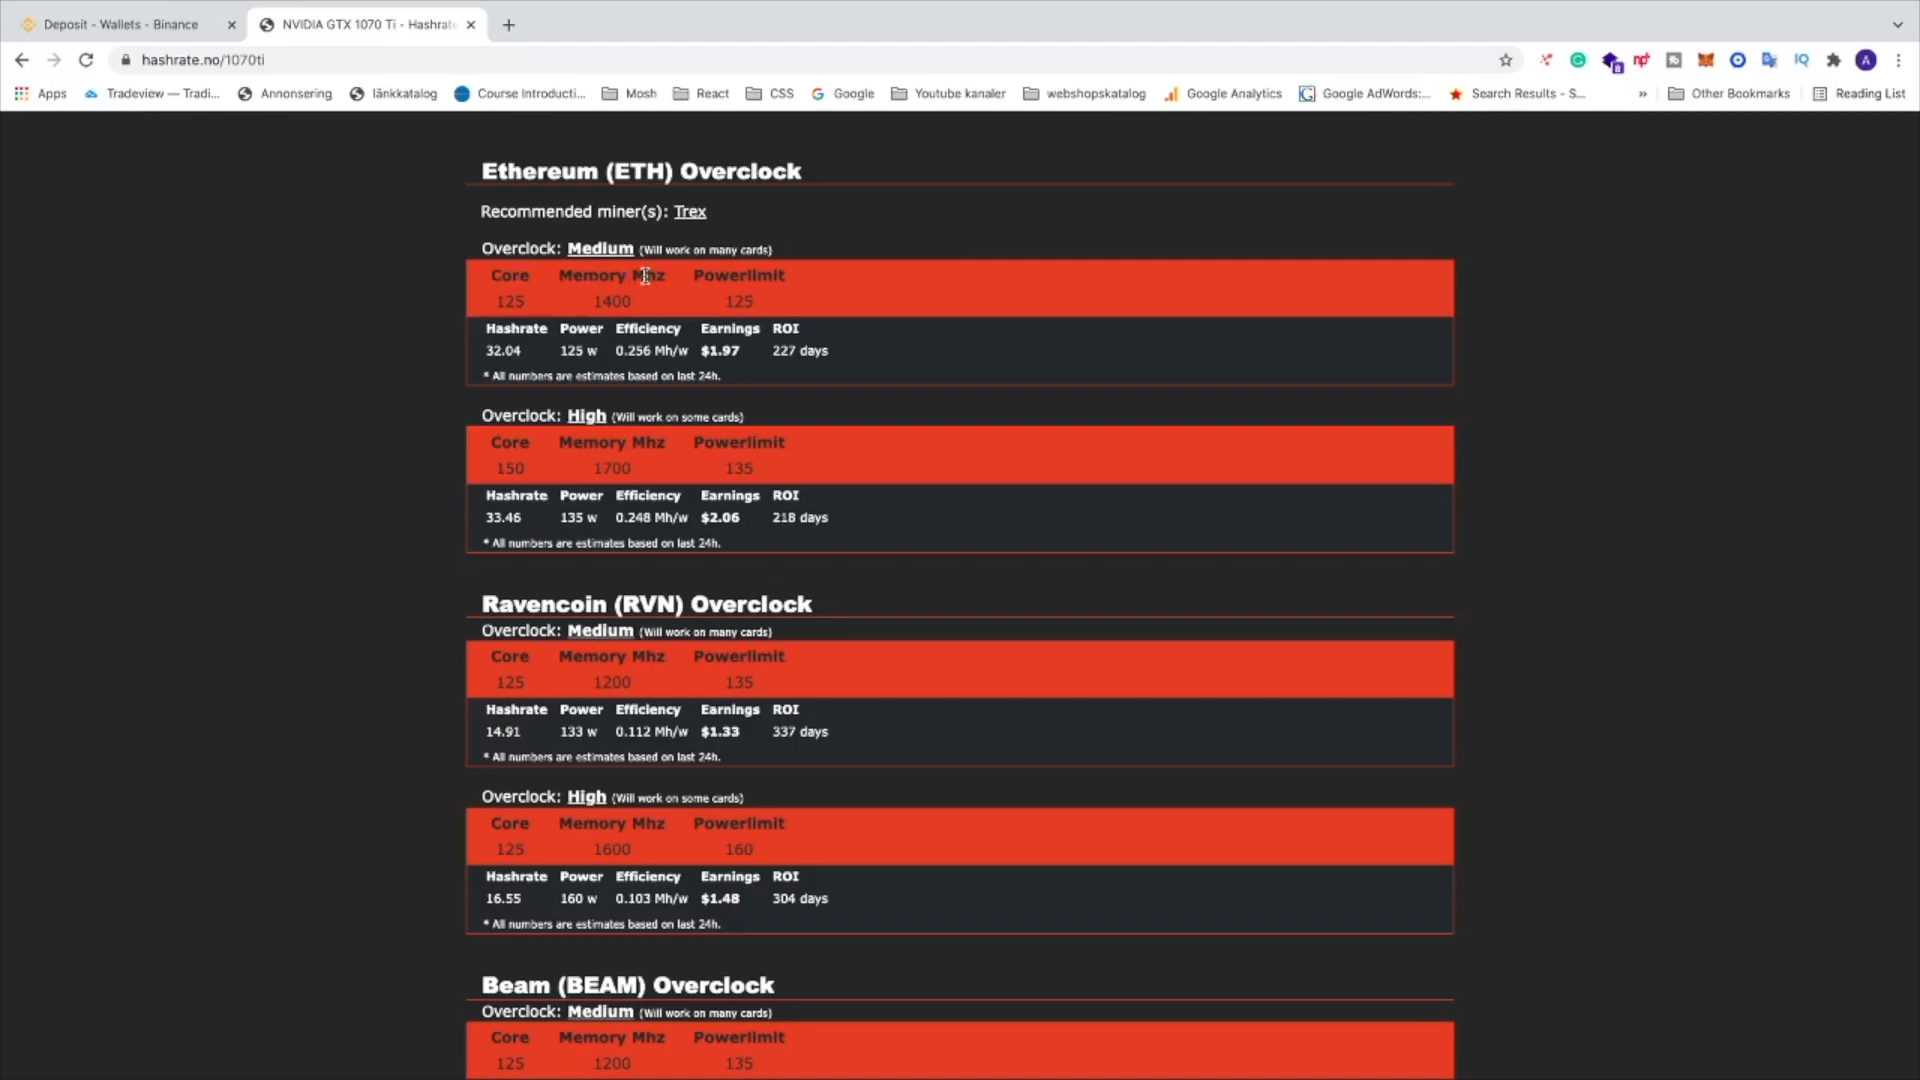 Deposit - Wallets - Binance
NVIDIA GTX 1070 Ti - Hashrate
hashrate.no/1070ti
Apps Tradeview — Tradi... Annonsering länkkatalog Course Introducti... Mosh React CSS Google Youtube kanaler webshopskatalog Google Analytics Google AdWords:... Search Results - S... » Other Bookmarks Reading List
Ethereum (ETH) Overclock
Recommended miner(s): Trex
Overclock: Medium (Will work on many cards)
Core Memory Mhz Powerlimit
125 1400 125
Hashrate Power Efficiency Earnings ROI
32.04 125 w 0.256 Mh/w $1.97 227 days
* All numbers are estimates based on last 24h.
Overclock: High (Will work on some cards)
Core Memory Mhz Powerlimit
150 1700 135
Hashrate Power Efficiency Earnings ROI
33.46 135 w 0.248 Mh/w $2.06 218 days
* All numbers are estimates based on last 24h.
Ravencoin (RVN) Overclock
Overclock: Medium (Will work on many cards)
Core Memory Mhz Powerlimit
125 1200 135
Hashrate Power Efficiency Earnings ROI
14.91 133 w 0.112 Mh/w $1.33 337 days
* All numbers are estimates based on last 24h.
Overclock: High (Will work on some cards)
Core Memory Mhz Powerlimit
125 1600 160
Hashrate Power Efficiency Earnings ROI
16.55 160 w 0.103 Mh/w $1.48 304 days
* All numbers are estimates based on last 24h.
Beam (BEAM) Overclock
Overclock: Medium (Will work on many cards)
Core Memory Mhz Powerlimit
125 1200 135